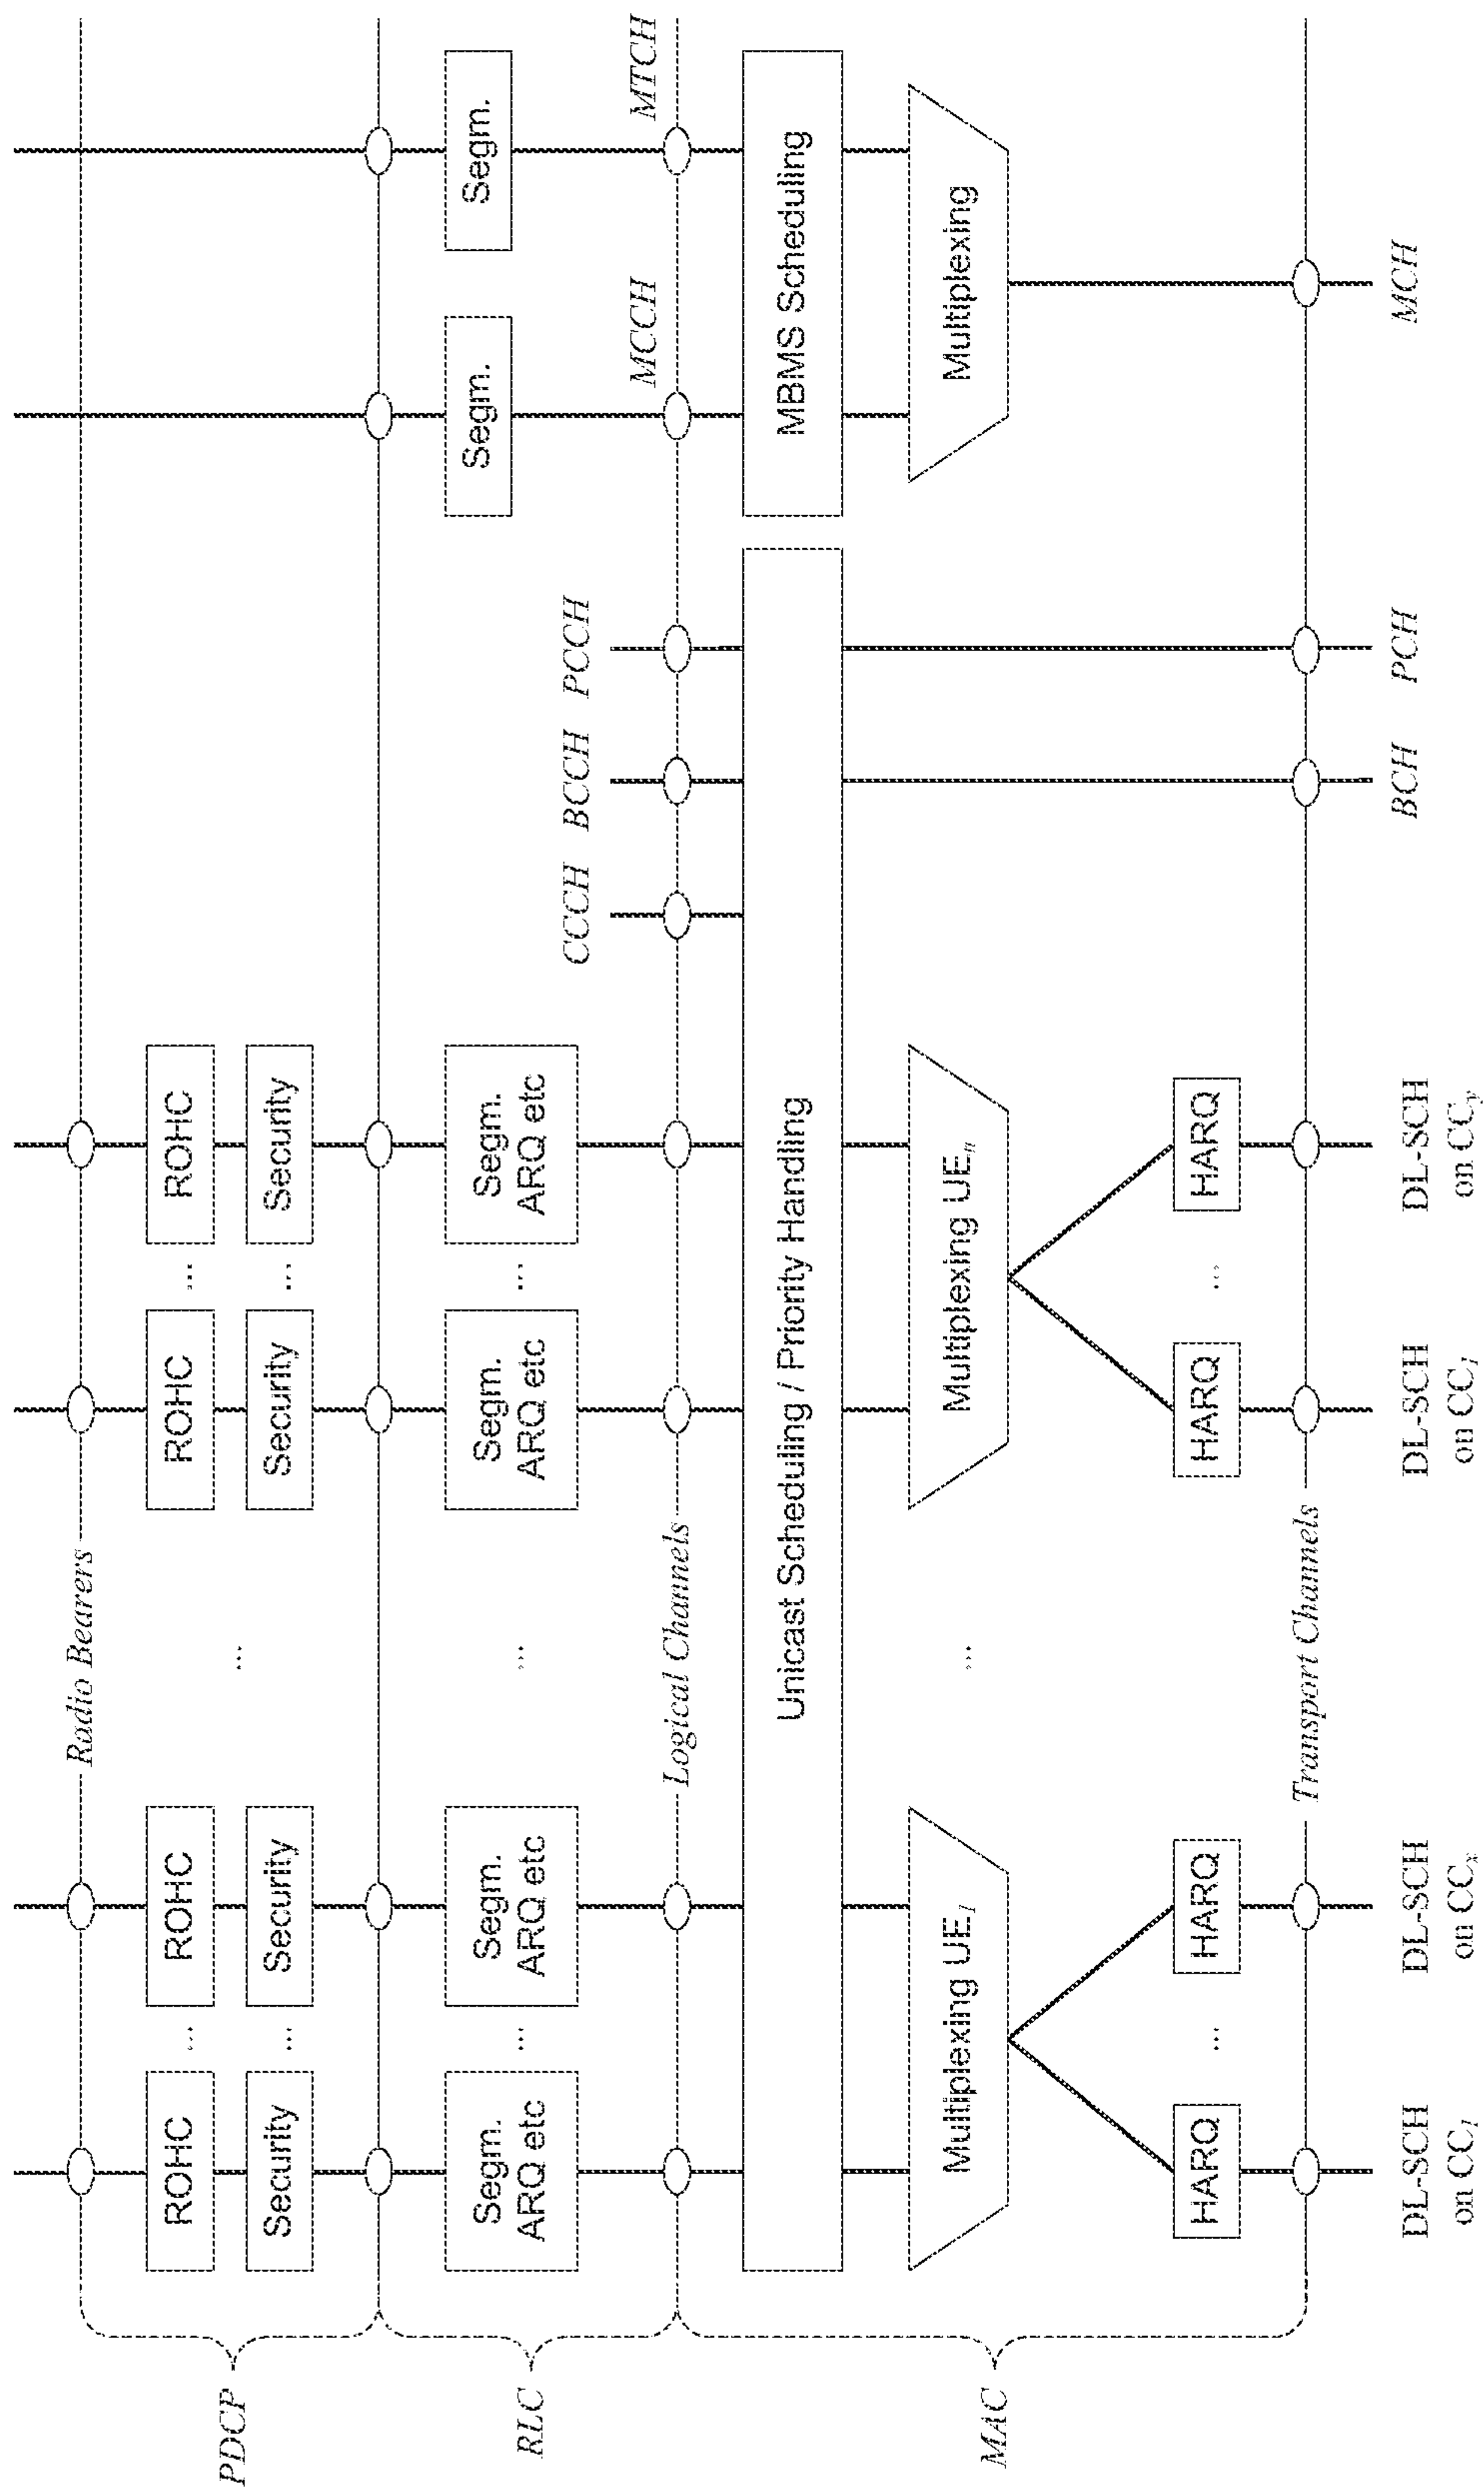 Radio Bearers
PDCP
ROHC
...
ROHC
ROHC
...
ROHC
...
Security
...
Security
Security
...
Security
RLC
Segm.
ARQ etc
...
Segm.
ARQ etc
...
Segm.
ARQ etc
...
Segm.
ARQ etc
Segm.
Segm.
CCCH
BCCH
PCCH
MCCH
MTCH
Logical Channels
MAC
Unicast Scheduling / Priority Handling
MBMS Scheduling
Multiplexing UE1
...
Multiplexing UEn
Multiplexing
HARQ
...
HARQ
HARQ
...
HARQ
Transport Channels
DL-SCH
on CC1
DL-SCH
on CCx
DL-SCH
on CC1
DL-SCH
on CCy
BCH
PCH
MCH